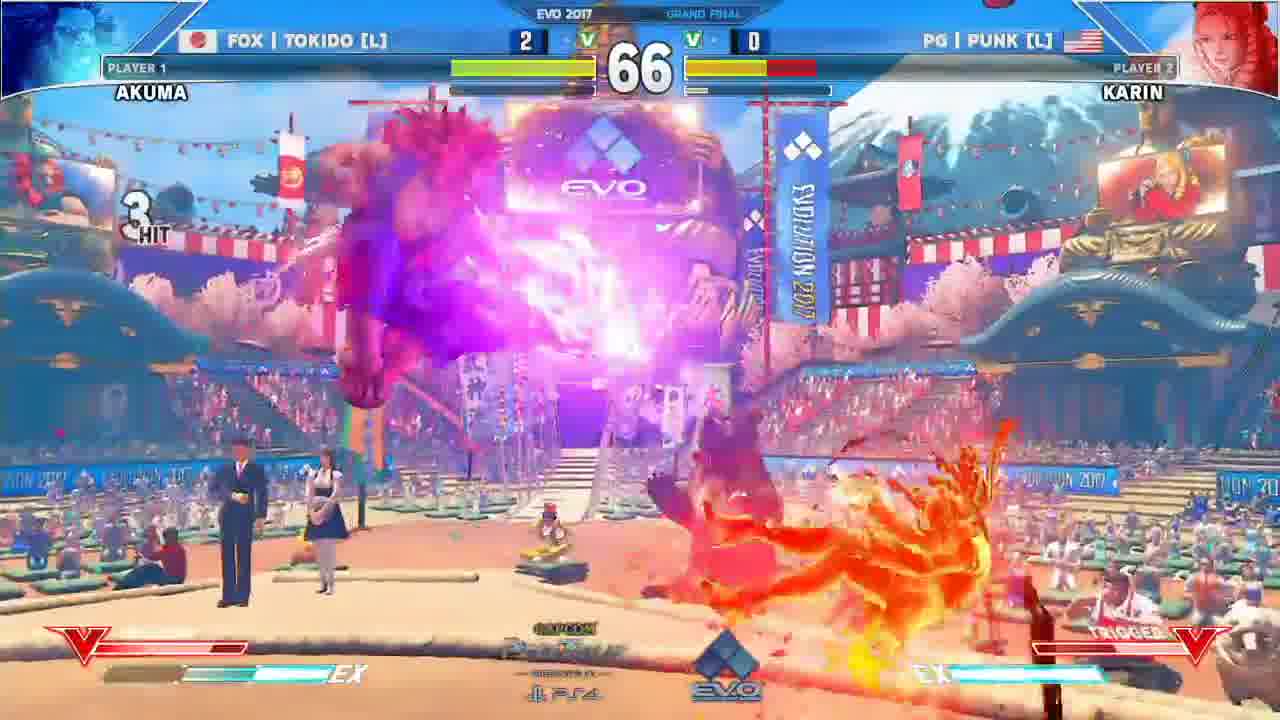 EVO 2017 GRAND FINAL
FOX | TOKIDO [L] 2 V 66 V 0 PG | PUNK [L]
PLAYER 1 PLAYER 2
AKUMA KARIN
EVO
3 HIT
EVOLUTION 2017
TRIGGER
EX EX
CAPCOM
PS4
EVO